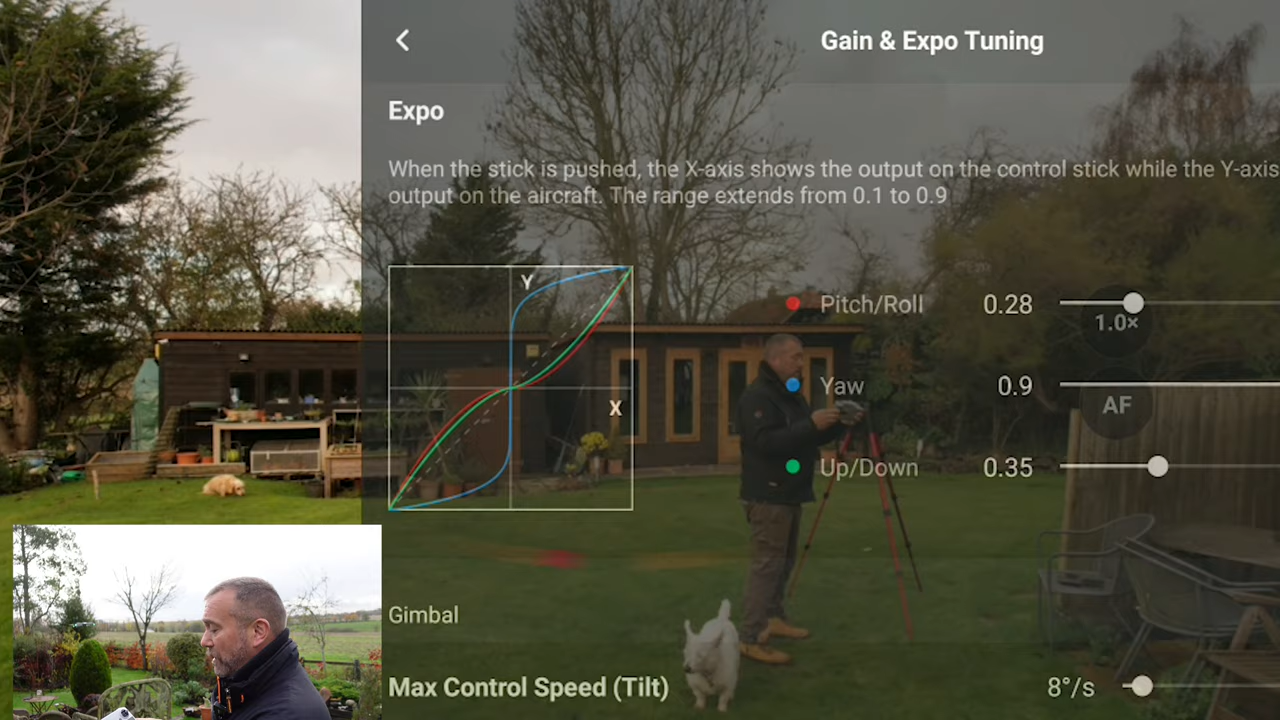 Gain & Expo Tuning
Expo
When the stick is pushed, the X-axis shows the output on the control stick while the Y-axis
output on the aircraft. The range extends from 0.1 to 0.9
Y
X
Pitch/Roll 0.28
1.0×
Yaw 0.9
AF
Up/Down 0.35
Gimbal
Max Control Speed (Tilt) 8°/s